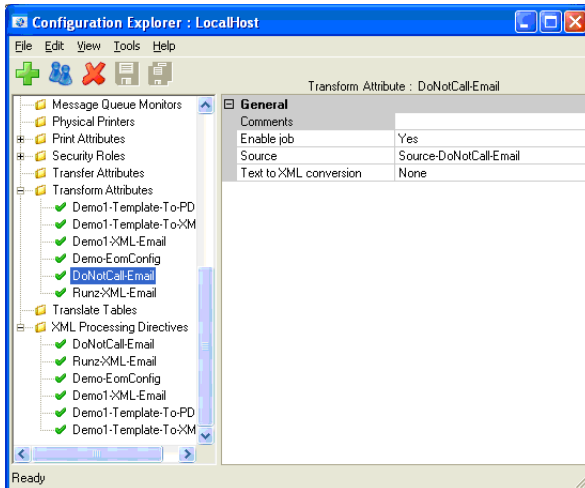 Configuration Explorer : LocalHost
File Edit View Tools Help
Transform Attribute : DoNotCall-Email
Message Queue Monitors
Physical Printers
Print Attributes
Security Roles
Transfer Attributes
Transform Attributes
Demo1-Template-To-PD
Demo1-Template-To-XM
Demo1-XML-Email
Demo-EomConfig
DoNotCall-Email
Runz-XML-Email
Translate Tables
XML Processing Directives
DoNotCall-Email
Runz-XML-Email
Demo-EomConfig
Demo1-XML-Email
Demo1-Template-To-PD
Demo1-Template-To-XM
General
Comments
Enable job Yes
Source Source-DoNotCall-Email
Text to XML conversion None
Ready